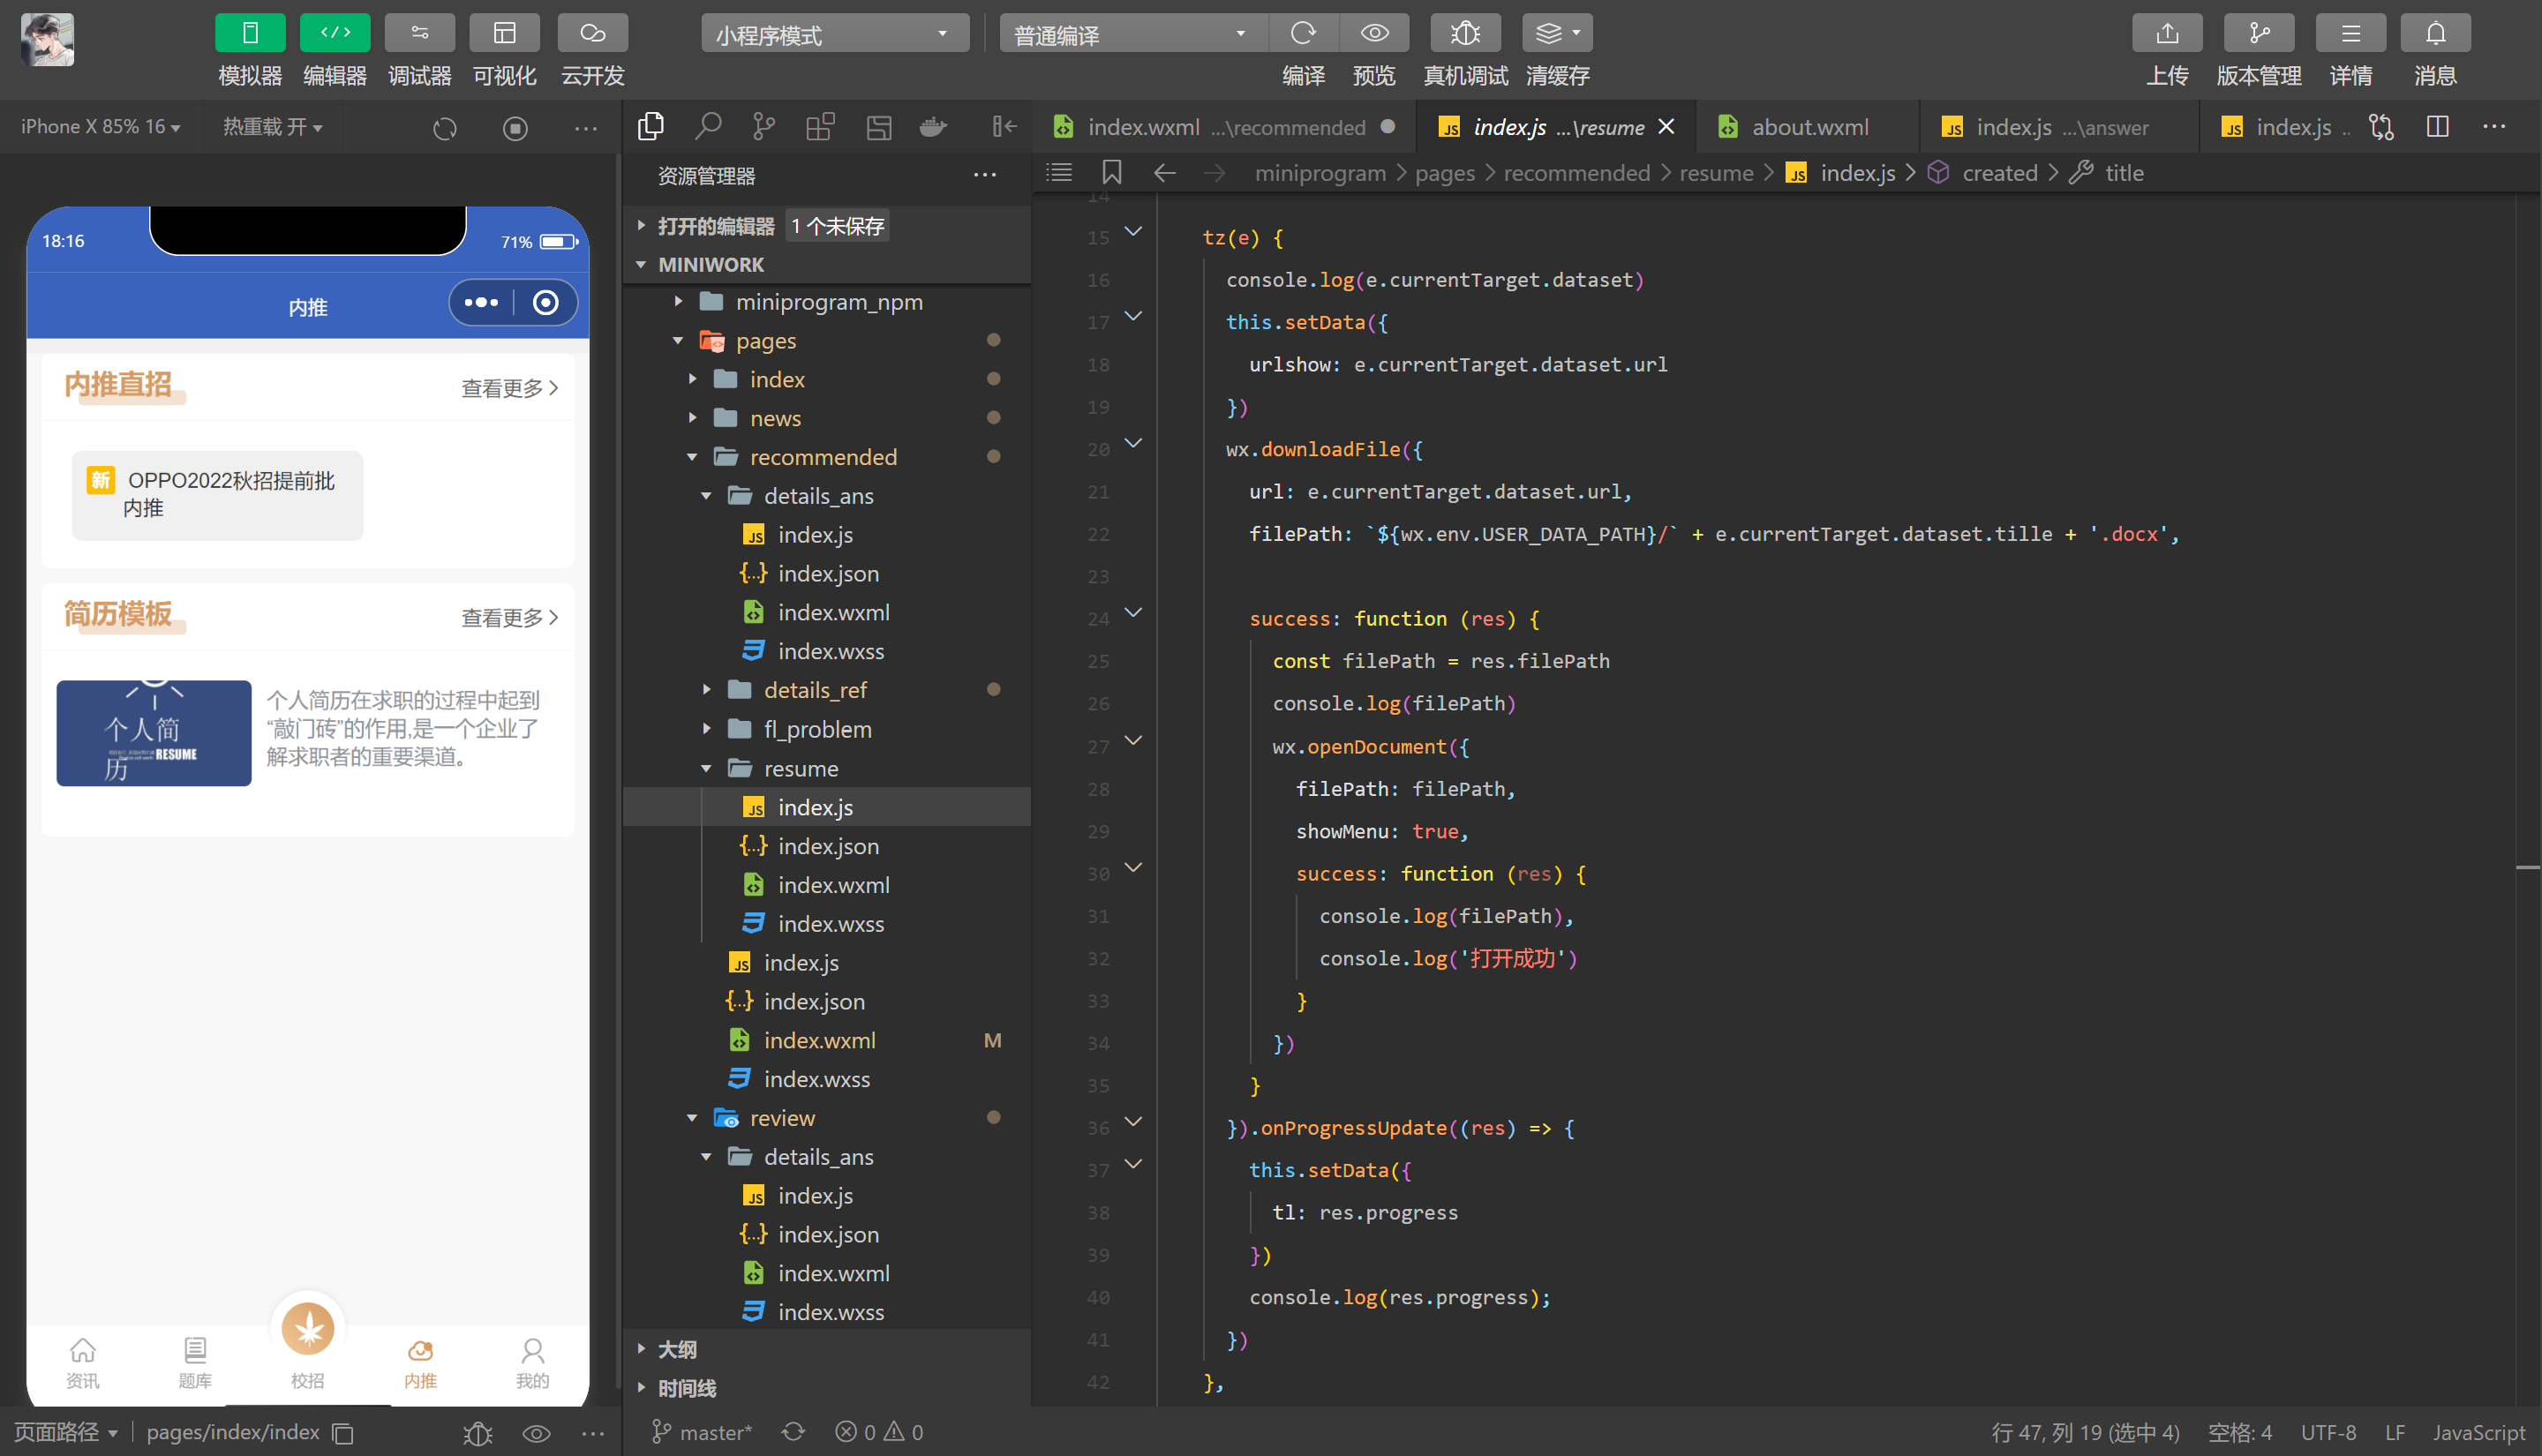 小程序模式
普通编译
模拟器 编辑器 调试器 可视化 云开发
编译 预览 真机调试 清缓存
上传 版本管理 详情 消息
iPhone X 85% 16
热重载 开
18:16
71%
内推
内推直招
查看更多
新 OPPO2022秋招提前批
内推
简历模板
查看更多
个人简
历
RESUME
个人简历在求职的过程中起到
“敲门砖”的作用,是一个企业了
解求职者的重要渠道。
资讯 题库 校招 内推 我的
页面路径
pages/index/index
资源管理器
打开的编辑器 1 个未保存
MINIWORK
miniprogram_npm
pages
index
news
recommended
details_ans
JS index.js
{..} index.json
index.wxml
index.wxss
details_ref
fl_problem
resume
JS index.js
{..} index.json
index.wxml
index.wxss
JS index.js
{..} index.json
index.wxml M
index.wxss
review
details_ans
JS index.js
{..} index.json
index.wxml
index.wxss
大纲
时间线
index.wxml ...\recommended
JS index.js ...\resume
about.wxml
JS index.js ...\answer
JS index.js ..
miniprogram > pages > recommended > resume > JS index.js > created > title
14
15 tz(e) {
16 console.log(e.currentTarget.dataset)
17 this.setData({
18 urlshow: e.currentTarget.dataset.url
19 })
20 wx.downloadFile({
21 url: e.currentTarget.dataset.url,
22 filePath: `${wx.env.USER_DATA_PATH}/` + e.currentTarget.dataset.tille + '.docx',
23
24 success: function (res) {
25 const filePath = res.filePath
26 console.log(filePath)
27 wx.openDocument({
28 filePath: filePath,
29 showMenu: true,
30 success: function (res) {
31 console.log(filePath),
32 console.log('打开成功')
33 }
34 })
35 }
36 }).onProgressUpdate((res) => {
37 this.setData({
38 tl: res.progress
39 })
40 console.log(res.progress);
41 })
42 },
master* 0 0
行 47, 列 19 (选中 4) 空格: 4 UTF-8 LF JavaScript